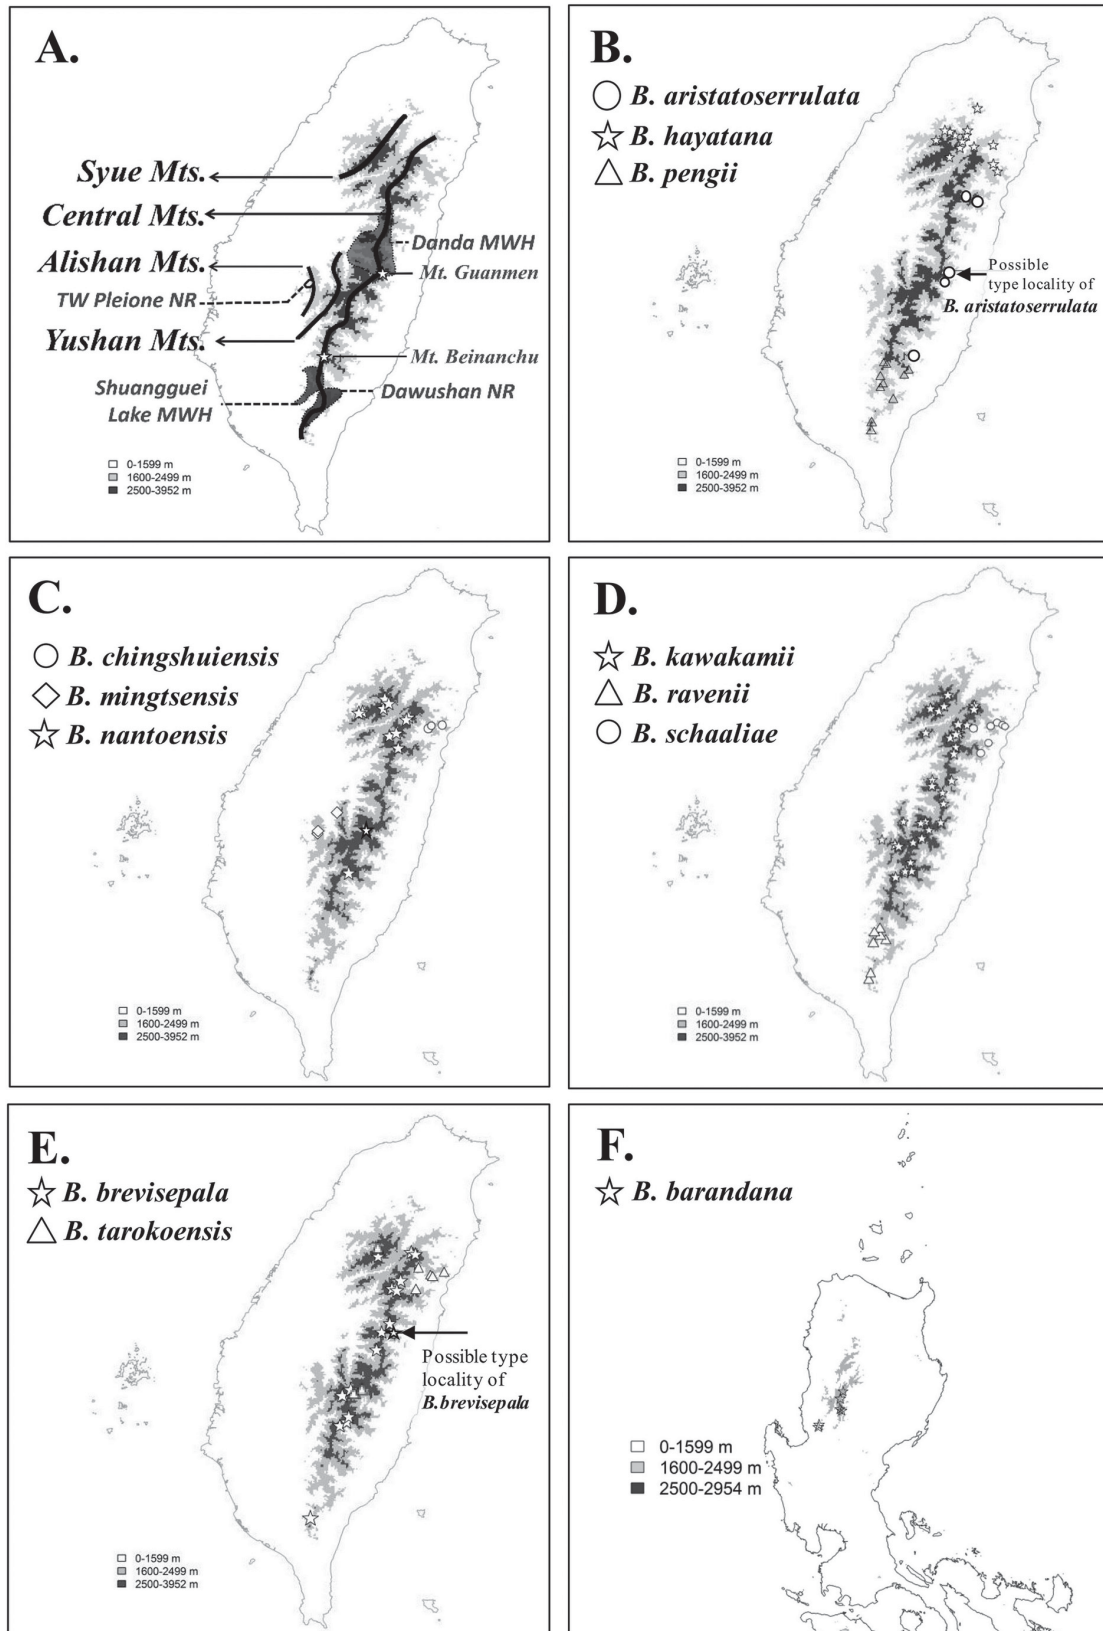 A.
Syue Mts.
Central Mts.
Alishan Mts.
TW Pleione NR
Yushan Mts.
Shuangguei
Lake MWH
Danda MWH
Mt. Guanmen
Mt. Beinanchu
Dawushan NR
0-1599 m
1600-2499 m
2500-3952 m
B.
B. aristatoserrulata
B. hayatana
B. pengii
Possible
type locality of
B. aristatoserrulata
0-1599 m
1600-2499 m
2500-3952 m
C.
B. chingshuiensis
B. mingtsensis
B. nantoensis
0-1599 m
1600-2499 m
2500-3952 m
D.
B. kawakamii
B. ravenii
B. schaaliae
0-1599 m
1600-2499 m
2500-3952 m
E.
B. brevisepala
B. tarokoensis
Possible type
locality of
B.brevisepala
0-1599 m
1600-2499 m
2500-3952 m
F.
B. barandana
0-1599 m
1600-2499 m
2500-2954 m